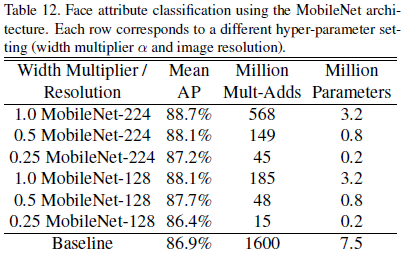 Table 12. Face attribute classification using the MobileNet archi-
tecture. Each row corresponds to a different hyper-parameter set-
ting (width multiplier α and image resolution).
Width Multiplier / Mean Million Million
Resolution AP Mult-Adds Parameters
1.0 MobileNet-224 88.7% 568 3.2
0.5 MobileNet-224 88.1% 149 0.8
0.25 MobileNet-224 87.2% 45 0.2
1.0 MobileNet-128 88.1% 185 3.2
0.5 MobileNet-128 87.7% 48 0.8
0.25 MobileNet-128 86.4% 15 0.2
Baseline 86.9% 1600 7.5